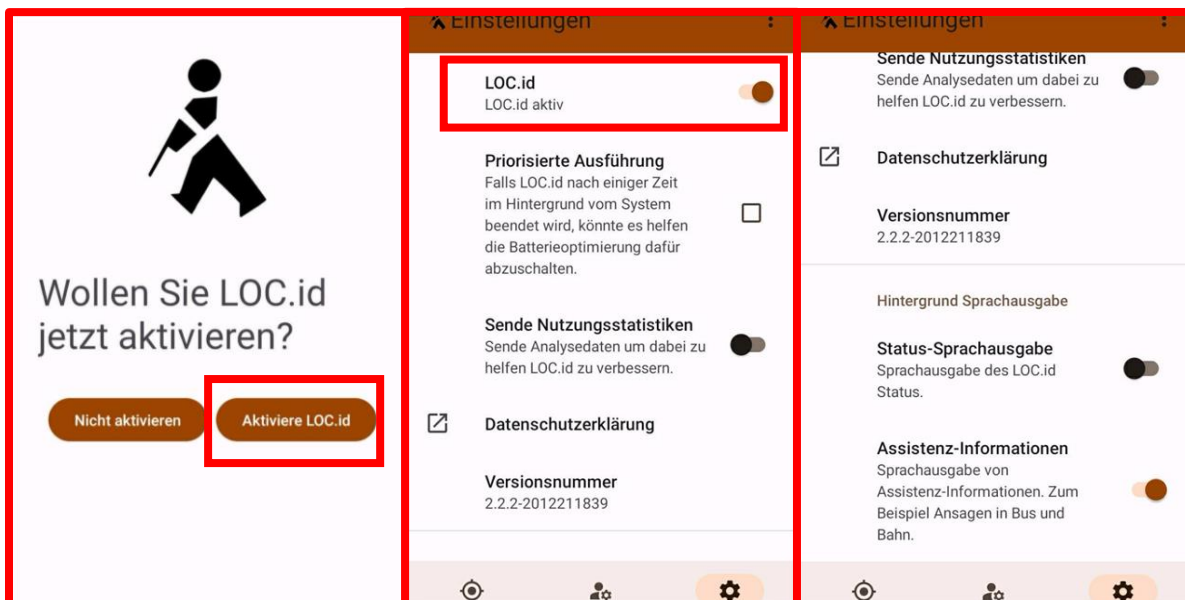 Wollen Sie LOC.id
jetzt aktivieren?
Nicht aktivieren
Aktiviere LOC.id
Einstellungen
LOC.id
LOC.id aktiv
Priorisierte Ausführung
Falls LOC.id nach einiger Zeit
im Hintergrund vom System
beendet wird, könnte es helfen
die Batterieoptimierung dafür
abzuschalten.
Sende Nutzungsstatistiken
Sende Analysedaten um dabei zu
helfen LOC.id zu verbessern.
Datenschutzerklärung
Versionsnummer
2.2.2-2012211839
Einstellungen
Sende Nutzungsstatistiken
Sende Analysedaten um dabei zu
helfen LOC.id zu verbessern.
Datenschutzerklärung
Versionsnummer
2.2.2-2012211839
Hintergrund Sprachausgabe
Status-Sprachausgabe
Sprachausgabe des LOC.id
Status.
Assistenz-Informationen
Sprachausgabe von
Assistenz-Informationen. Zum
Beispiel Ansagen in Bus und
Bahn.